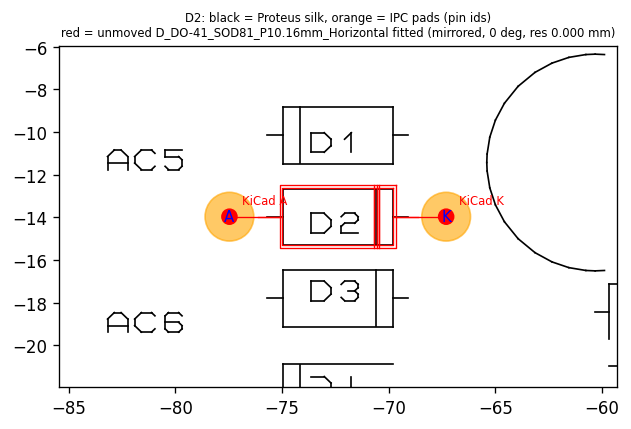 D2: black = Proteus silk, orange = IPC pads (pin ids)
red = unmoved D_DO-41_SOD81_P10.16mm_Horizontal fitted (mirrored, 0 deg, res 0.000 mm)
−6
−8
−10
−12
−14
−16
−18
−20
AC5
D1
KiCad A
KiCad K
A
D2
K
D3
AC6
−85
−80
−75
−70
−65
−60